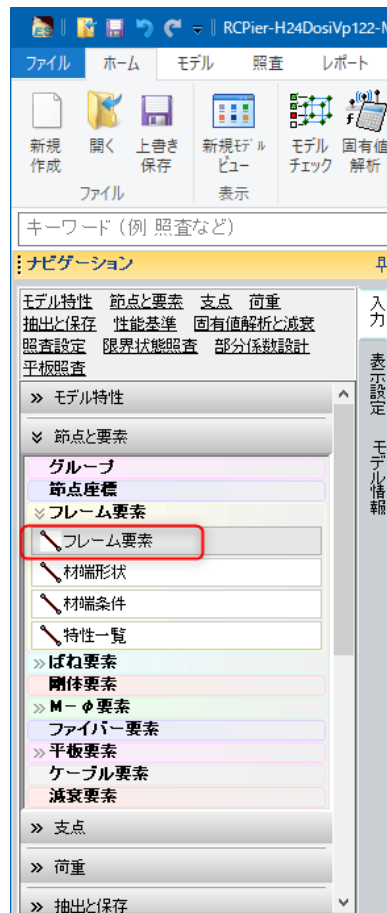 RCPier-H24DosiVp122-
ファイル ホーム モデル 照査 レポート
新規作成 開く 上書き保存 新規ﾓﾃﾞﾙビュー モデルチェック 固有値解析
ファイル 表示
キーワード (例 照査など)
ナビゲーション
モデル特性 節点と要素 支点 荷重
抽出と保存 性能基準 固有値解析と減衰
照査設定 限界状態照査 部分係数設計
平板照査
モデル特性
節点と要素
グループ
節点座標
フレーム要素
フレーム要素
材端形状
材端条件
特性一覧
ばね要素
剛体要素
M-φ要素
ファイバー要素
平板要素
ケーブル要素
減衰要素
支点
荷重
抽出と保存
入力
表示設定
モデル情報